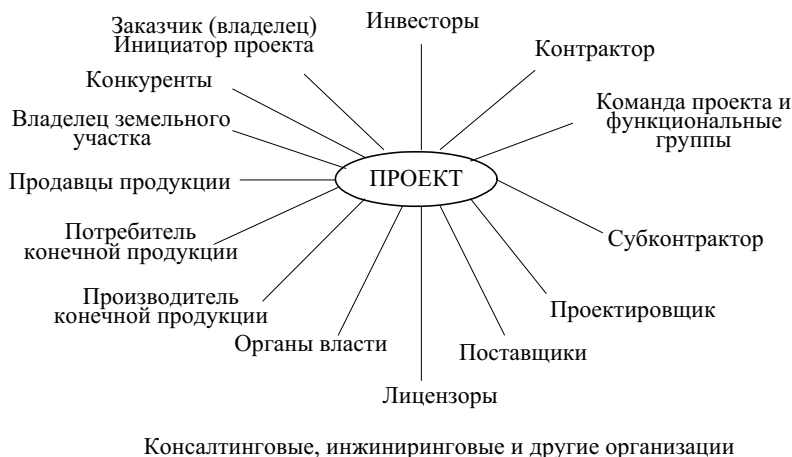 Заказчик (владелец)
Инициатор проекта
Инвесторы
Контрактор
Конкуренты
Команда проекта и
функциональные
группы
Владелец земельного
участка
ПРОЕКТ
Продавцы продукции
Потребитель
конечной продукции
Субконтрактор
Производитель
конечной продукции
Проектировщик
Органы власти
Поставщики
Лицензоры
Консалтинговые, инжиниринговые и другие организации